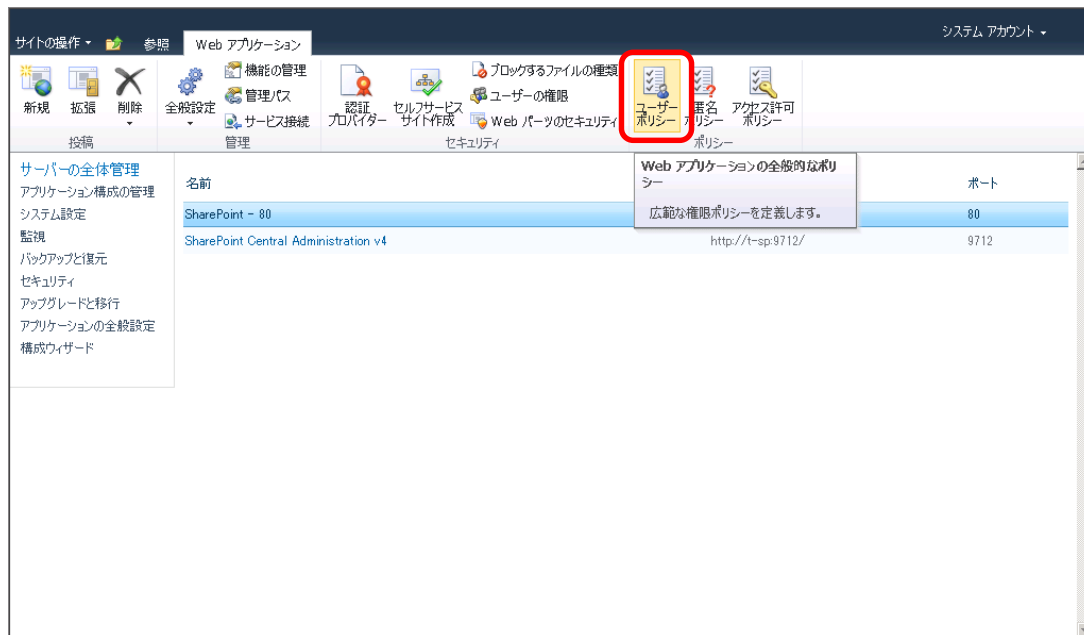 システム アカウント
サイトの操作 参照 Web アプリケーション
新規
拡張
削除
投稿
全般設定
機能の管理
管理パス
サービス接続
管理
認証
プロバイダー
セルフサービス
サイト作成
ブロックするファイルの種類
ユーザーの権限
Web パーツのセキュリティ
セキュリティ
ユーザー
ポリシー
匿名
ポリシー
アクセス許可
ポリシー
ポリシー
サーバーの全体管理
アプリケーション構成の管理
システム設定
監視
バックアップと復元
セキュリティ
アップグレードと移行
アプリケーションの全般設定
構成ウィザード
Web アプリケーションの全般的なポリ
シー
広範な権限ポリシーを定義します。
名前 ポート
SharePoint - 80 80
SharePoint Central Administration v4 http://t-sp:9712/ 9712